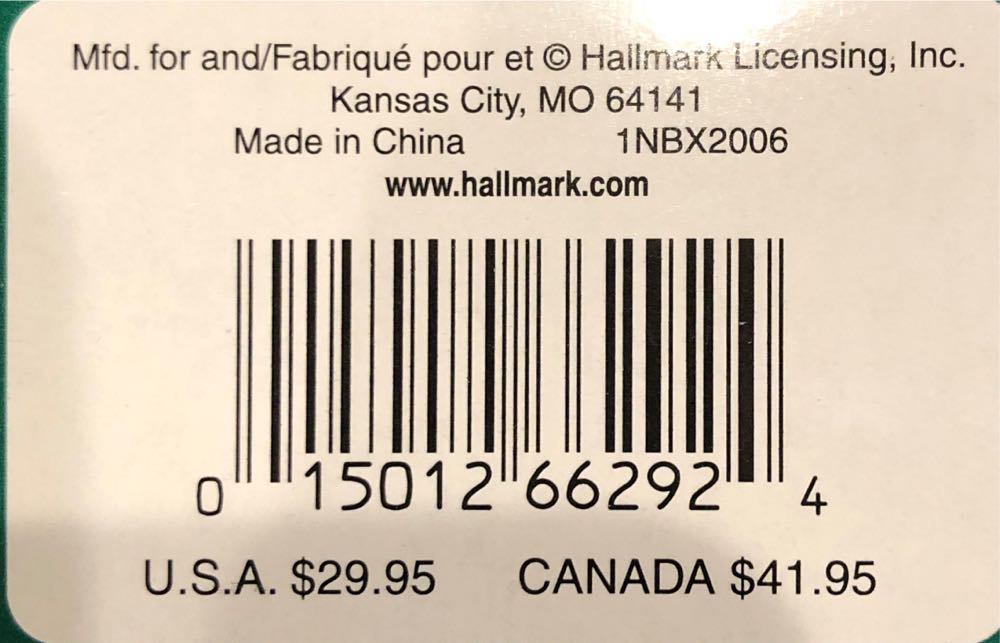 Mfd. for and/Fabriqué pour et © Hallmark Licensing, Inc.
Kansas City, MO 64141
Made in China 1NBX2006
www.hallmark.com
0 15012 66292 4
U.S.A. $29.95 CANADA $41.95